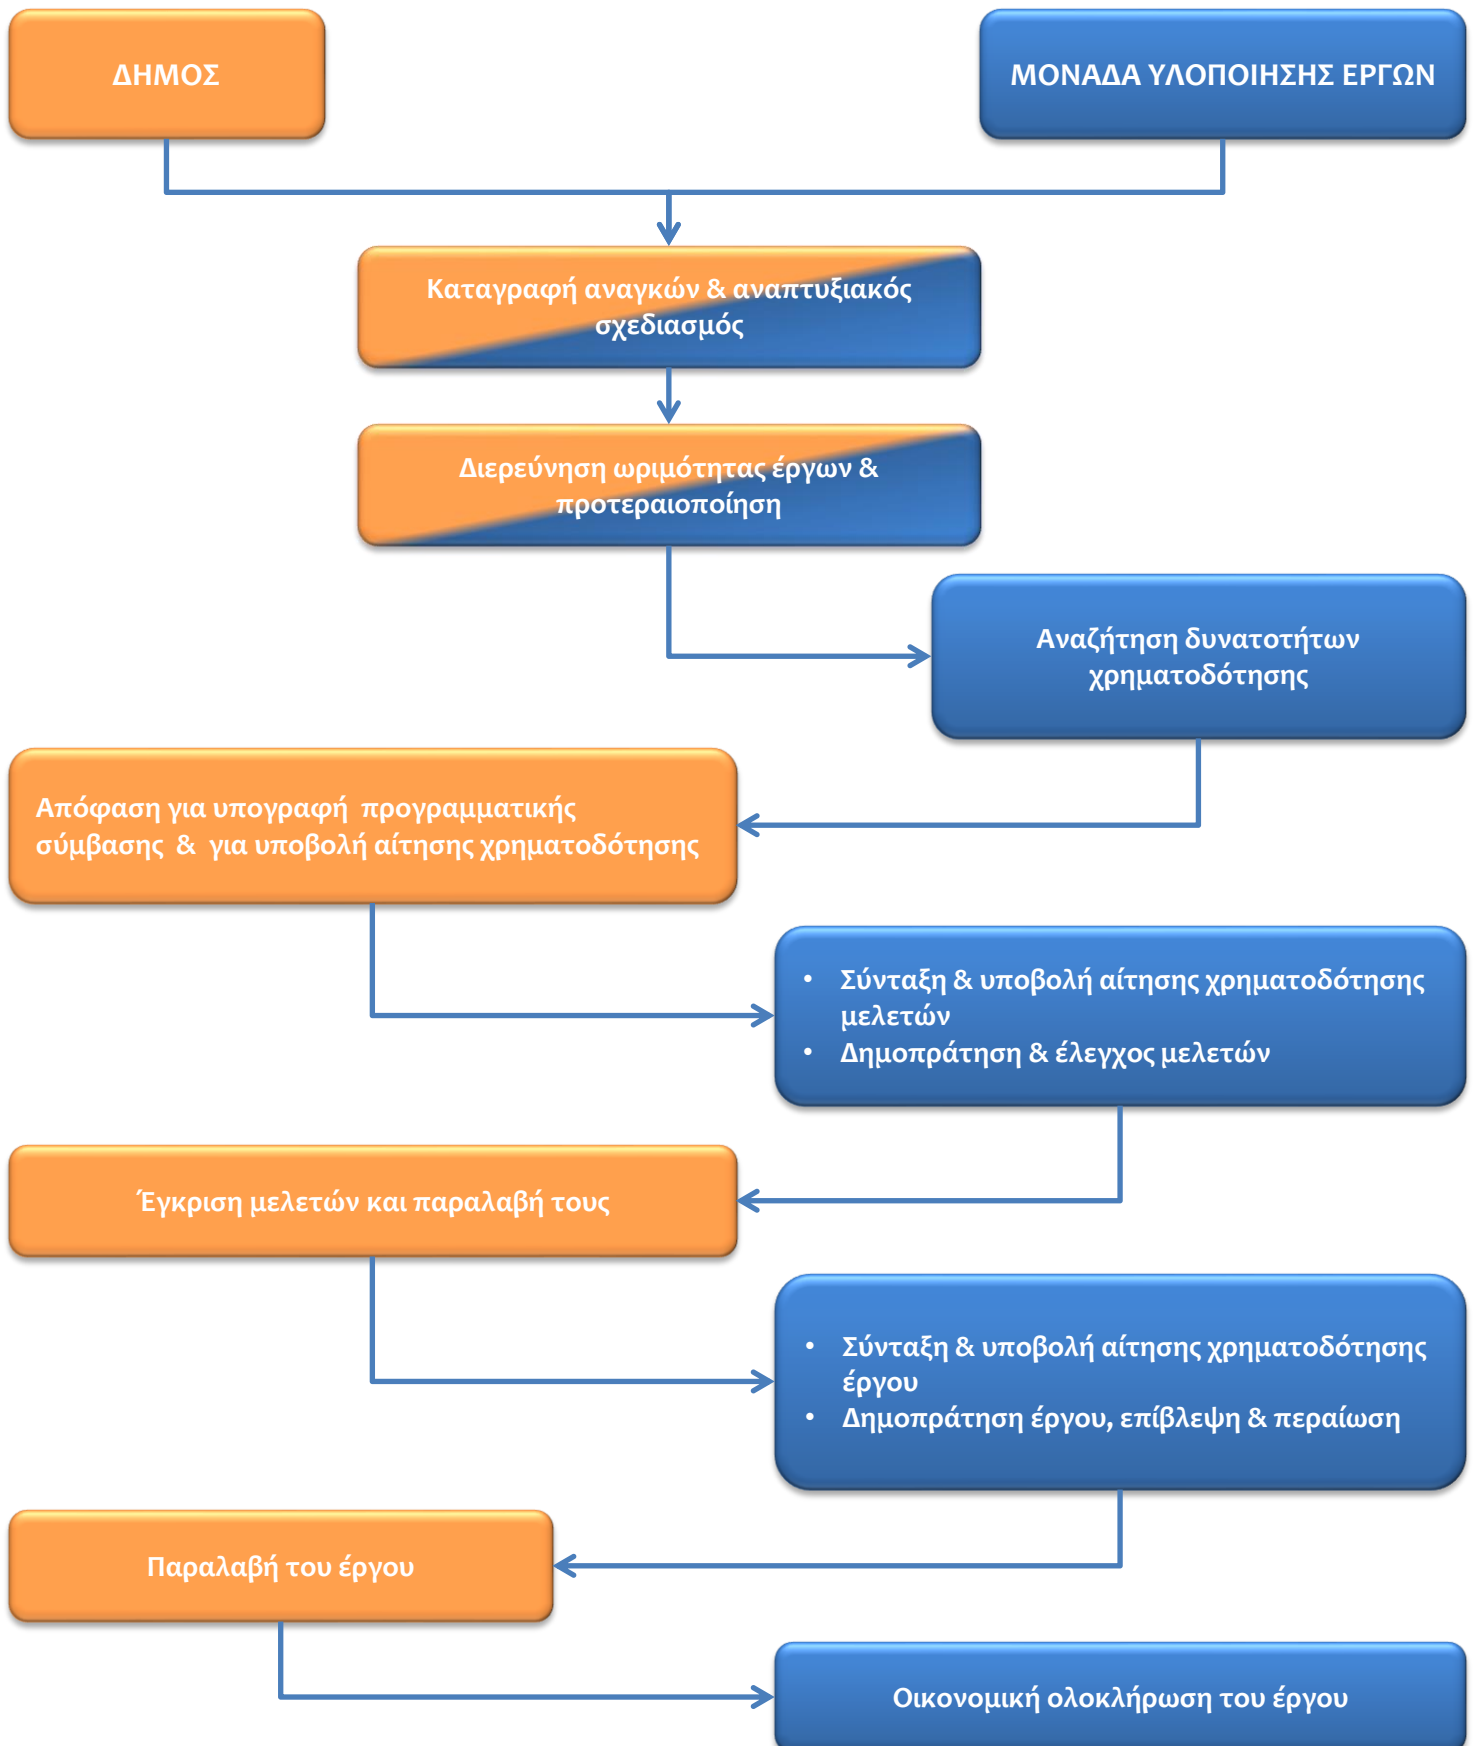 ΔΗΜΟΣ
ΜΟΝΑΔΑ ΥΛΟΠΟΙΗΣΗΣ ΕΡΓΩΝ
Καταγραφή αναγκών & αναπτυξιακός
σχεδιασμός
Διερεύνηση ωριμότητας έργων &
προτεραιοποίηση
Αναζήτηση δυνατοτήτων
χρηματοδότησης
Απόφαση για υπογραφή προγραμματικής
σύμβασης & για υποβολή αίτησης χρηματοδότησης
• Σύνταξη & υποβολή αίτησης χρηματοδότησης
μελετών
• Δημοπράτηση & έλεγχος μελετών
Έγκριση μελετών και παραλαβή τους
• Σύνταξη & υποβολή αίτησης χρηματοδότησης
έργου
• Δημοπράτηση έργου, επίβλεψη & περαίωση
Παραλαβή του έργου
Οικονομική ολοκλήρωση του έργου